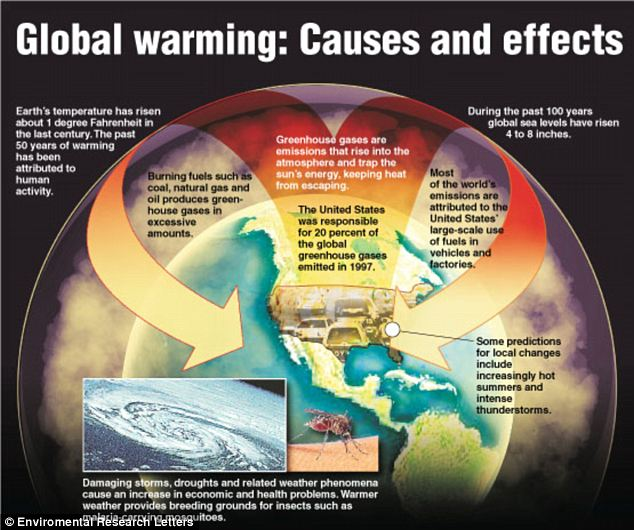 Global warming: Causes and effects
Earth's temperature has risen
about 1 degree Fahrenheit in
the last century. The past
50 years of warming
has been
attributed to
human
activity.
Burning fuels such as
coal, natural gas and
oil produces green-
house gases in
excessive
amounts.
Greenhouse gases are
emissions that rise into the
atmosphere and trap the
sun's energy, keeping heat
from escaping.
The United States
was responsible
for 20 percent of
the global
greenhouse gases
emitted in 1997.
During the past 100 years
global sea levels have risen
4 to 8 inches.
Most
of the world's
emissions are
attributed to the
United States'
large-scale use
of fuels in
vehicles and
factories.
Some predictions
for local changes
include
increasingly hot
summers and
intense
thunderstorms.
Damaging storms, droughts and related weather phenomena
cause an increase in economic and health problems. Warmer
weather provides breeding grounds for insects such as
malaria-carrying mosquitoes.
© Enviromental Research Letters